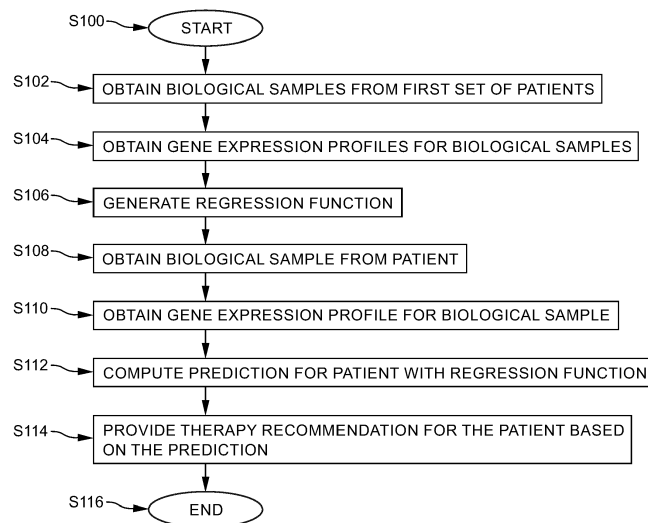 S100
START
S102
OBTAIN BIOLOGICAL SAMPLES FROM FIRST SET OF PATIENTS
S104
OBTAIN GENE EXPRESSION PROFILES FOR BIOLOGICAL SAMPLES
S106
GENERATE REGRESSION FUNCTION
S108
OBTAIN BIOLOGICAL SAMPLE FROM PATIENT
S110
OBTAIN GENE EXPRESSION PROFILE FOR BIOLOGICAL SAMPLE
S112
COMPUTE PREDICTION FOR PATIENT WITH REGRESSION FUNCTION
S114
PROVIDE THERAPY RECOMMENDATION FOR THE PATIENT BASED
ON THE PREDICTION
S116
END